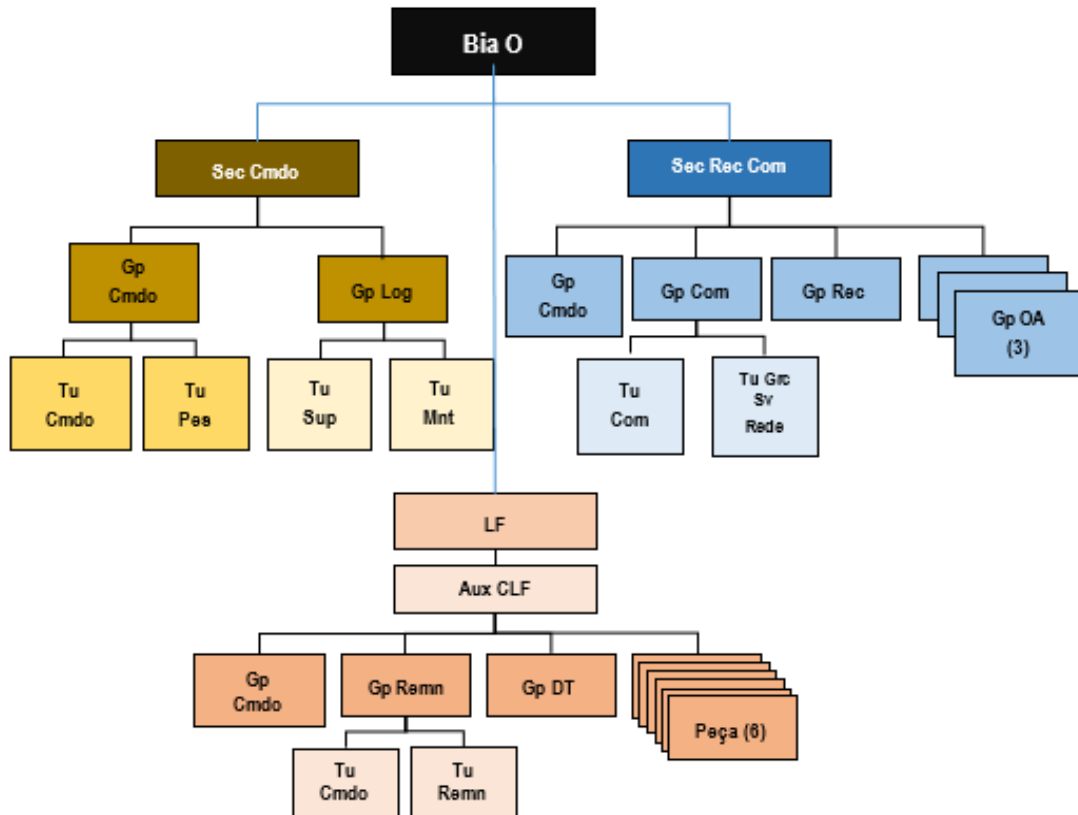 Bia O
Sec Cmdo
Sec Rec Com
Gp
Cmdo
Gp Log
Gp
Cmdo
Gp Com
Gp Rec
Gp OA
(3)
Tu
Cmdo
Tu
Pes
Tu
Sup
Tu
Mnt
Tu
Com
Tu Grc
Sv
Rede
LF
Aux CLF
Gp
Cmdo
Gp Remn
Gp DT
Peça (6)
Tu
Cmdo
Tu
Remn